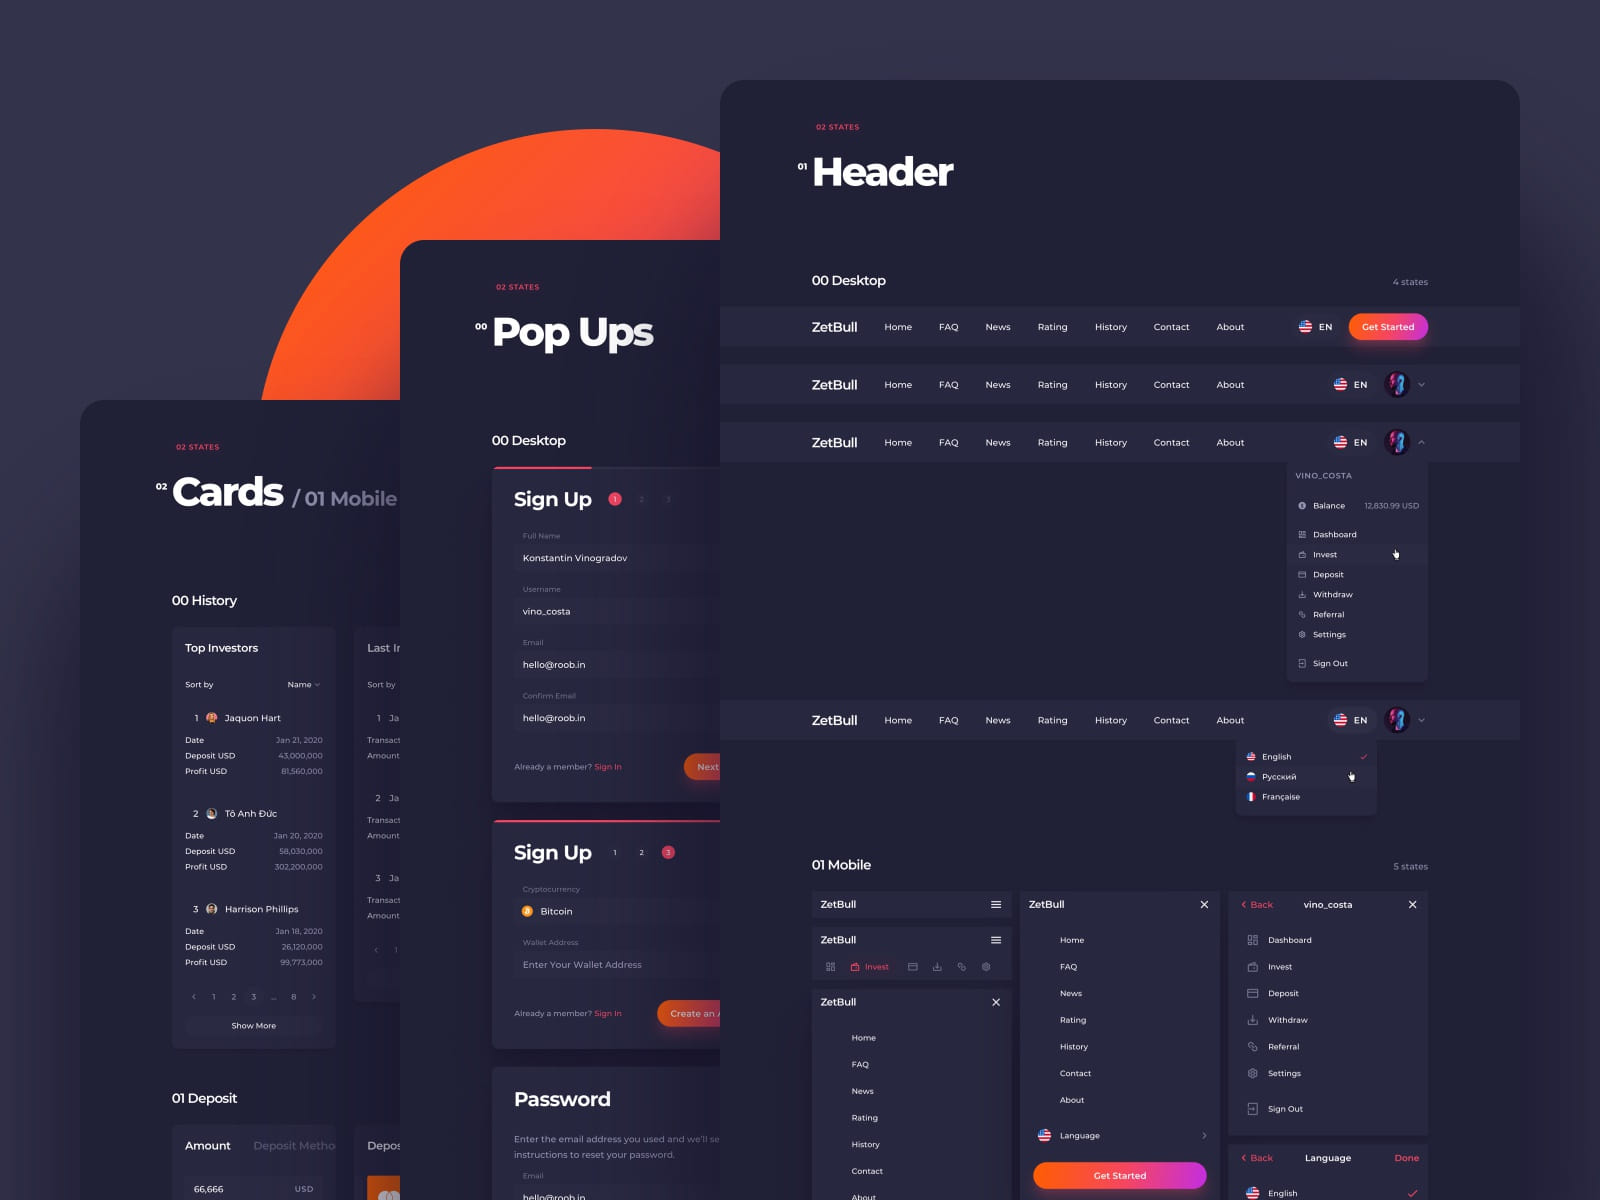 02 STATES
02 Cards / 01 Mobile
00 History
Top Investors
Sort by Name
1 Jaquon Hart
Date Jan 21, 2020
Deposit USD 43,000,000
Profit USD 81,560,000
2 Tô Anh Đức
Date Jan 20, 2020
Deposit USD 58,030,000
Profit USD 302,200,000
3 Harrison Phillips
Date Jan 18, 2020
Deposit USD 26,120,000
Profit USD 99,773,000
1 2 3 ... 8
Show More
Last
Sort by
1 Ja
Transact
Amount
2 Ja
Transact
Amount
3 Ja
Transact
Amount
1
01 Deposit
Amount Deposit Metho
66,666 USD
Depos
02 STATES
00 Pop Ups
00 Desktop
Sign Up 1 2 3
Full Name
Konstantin Vinogradov
Username
vino_costa
Email
hello@roob.in
Confirm Email
hello@roob.in
Already a member? Sign In
Next
Sign Up 1 2 3
Cryptocurrency
Bitcoin
Wallet Address
Enter Your Wallet Address
Already a member? Sign In
Create an
Password
Enter the email address you used and we'll se
instructions to reset your password.
Email
hello@roob.in
02 STATES
01 Header
00 Desktop 4 states
ZetBull Home FAQ News Rating History Contact About EN Get Started
ZetBull Home FAQ News Rating History Contact About EN
ZetBull Home FAQ News Rating History Contact About EN
VINO_COSTA
Balance 12,830.99 USD
Dashboard
Invest
Deposit
Withdraw
Referral
Settings
Sign Out
ZetBull Home FAQ News Rating History Contact About EN
English
Русский
Française
01 Mobile 5 states
ZetBull
ZetBull
Invest
ZetBull
Home
FAQ
News
Rating
History
Contact
About
ZetBull
Home
FAQ
News
Rating
History
Contact
About
Language
Get Started
Back vino_costa
Dashboard
Invest
Deposit
Withdraw
Referral
Settings
Sign Out
Back Language Done
English